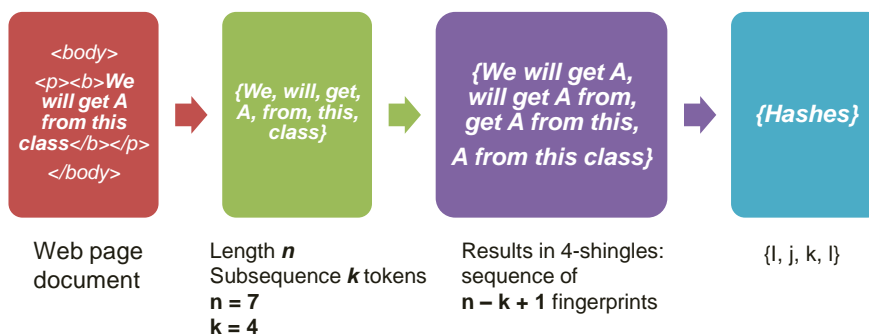 <body>
<p><b>We
will get A
from this
class</b></p>
</body>
{We, will, get,
A, from, this,
class}
{We will get A,
will get A from,
get A from this,
A from this class}
{Hashes}
Web page
document
Length n
Subsequence k tokens
n = 7
k = 4
Results in 4-shingles:
sequence of
n – k + 1 fingerprints
{I, j, k, l}